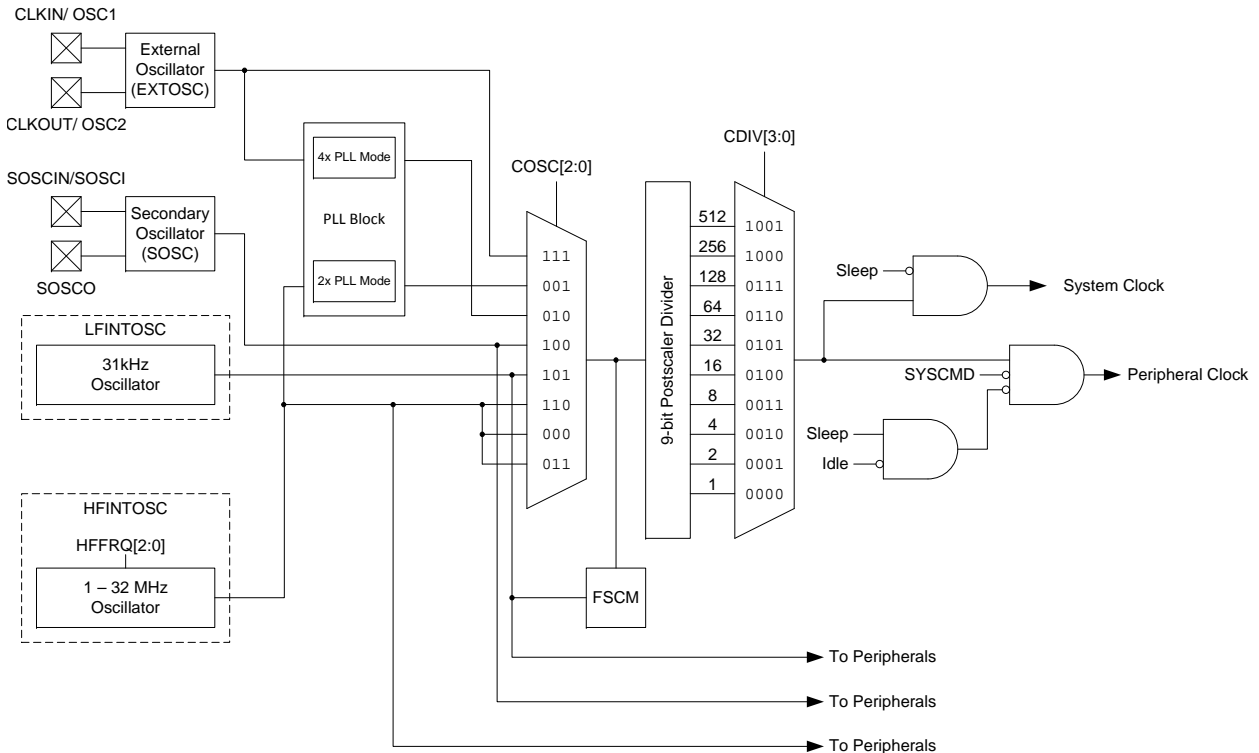 CLKIN/ OSC1
External
Oscillator
(EXTOSC)
CLKOUT/ OSC2
SOSCIN/SOSCI
Secondary
Oscillator
(SOSC)
SOSCO
LFINTOSC
31kHz
Oscillator
HFINTOSC
HFFRQ[2:0]
1 – 32 MHz
Oscillator
4x PLL Mode
PLL Block
2x PLL Mode
COSC[2:0]
111
001
010
100
101
110
000
011
FSCM
9-bit Postscaler Divider
512
256
128
64
32
16
8
4
2
1
CDIV[3:0]
1001
1000
0111
0110
0101
0100
0011
0010
0001
0000
Sleep
System Clock
SYSCMD
Peripheral Clock
Sleep
Idle
To Peripherals
To Peripherals
To Peripherals